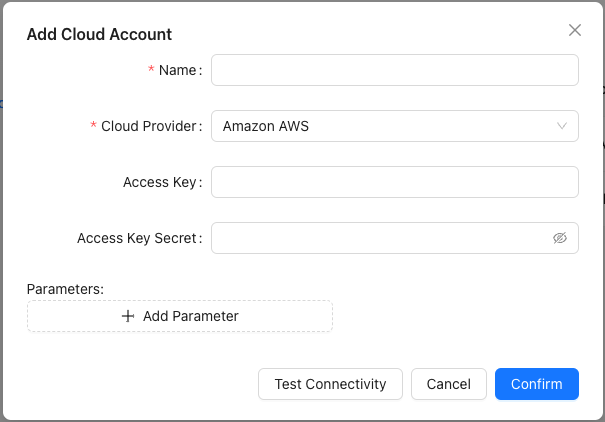 Add Cloud Account
* Name:
* Cloud Provider: Amazon AWS
Access Key:
Access Key Secret:
Parameters:
+ Add Parameter
Test Connectivity Cancel Confirm